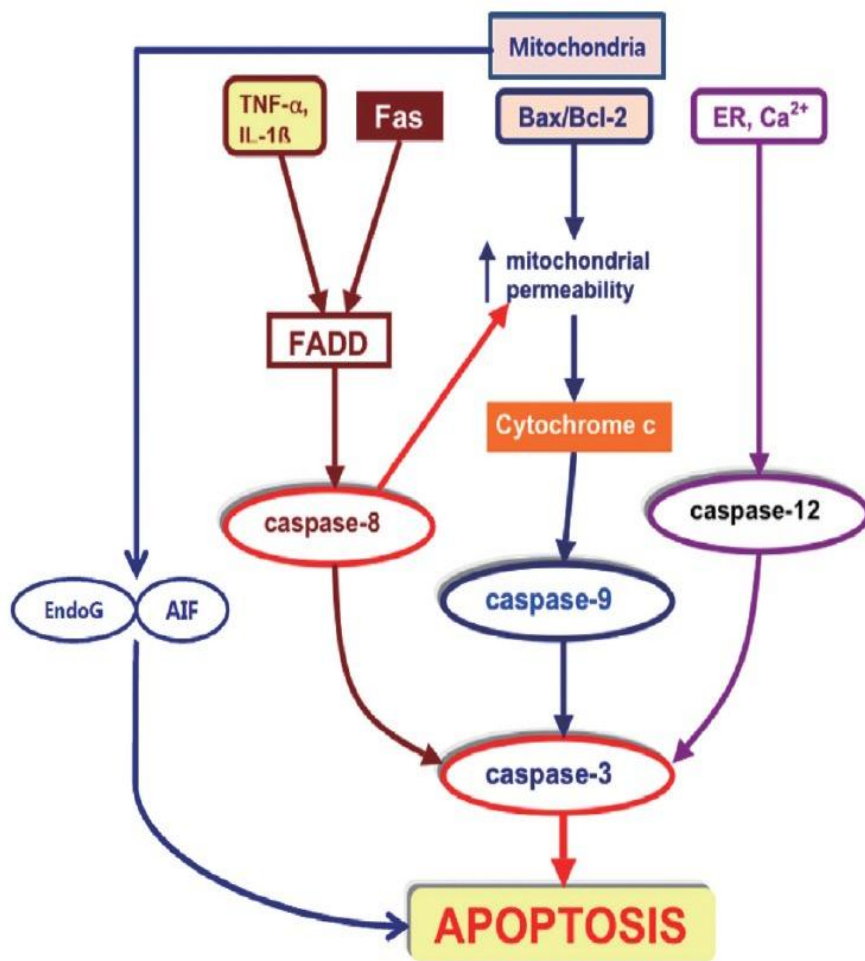 Mitochondria
TNF-α,
IL-1ß
Fas
Bax/Bcl-2
ER, Ca²⁺
mitochondrial
permeability
FADD
Cytochrome c
caspase-8
caspase-12
EndoG
AIF
caspase-9
caspase-3
APOPTOSIS